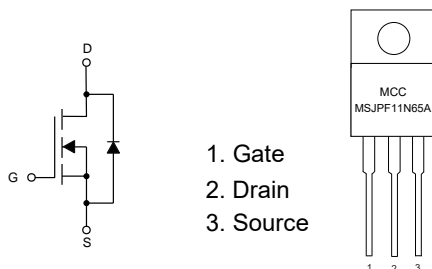 D
G
S
1. Gate
2. Drain
3. Source
MCC
MSJPF11N65A
1 2 3